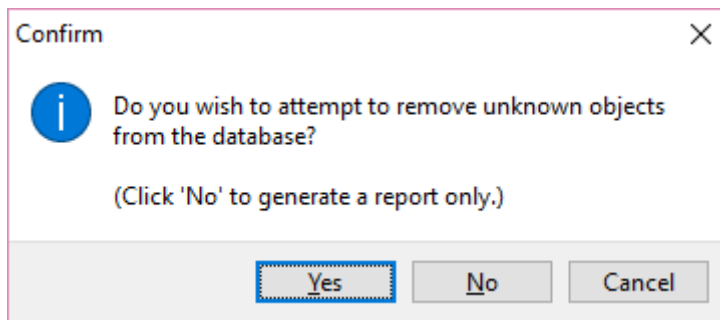 Confirm
Do you wish to attempt to remove unknown objects
from the database?
(Click 'No' to generate a report only.)
Yes No Cancel